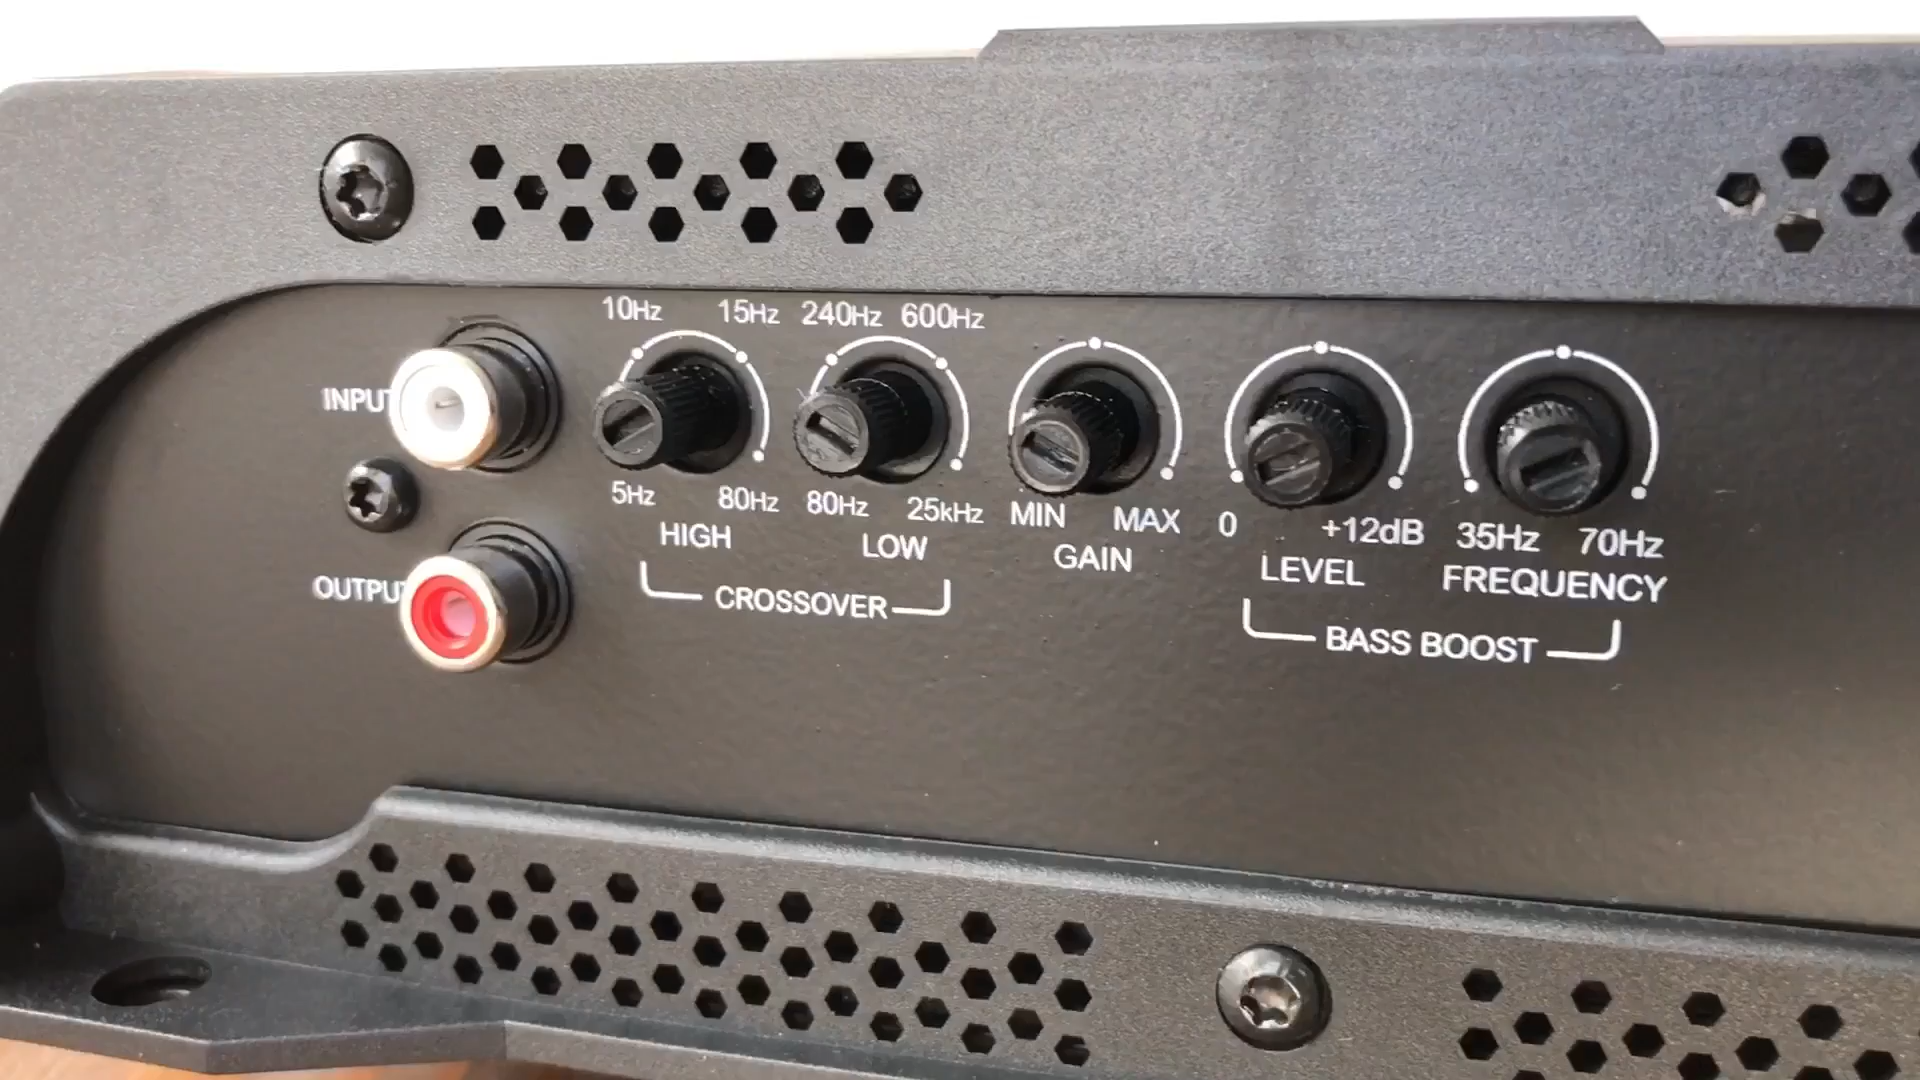 10Hz 15Hz 240Hz 600Hz
INPUT
5Hz 80Hz 80Hz 25kHz MIN MAX 0 +12dB 35Hz 70Hz
HIGH LOW GAIN LEVEL FREQUENCY
OUTPU
CROSSOVER BASS BOOST